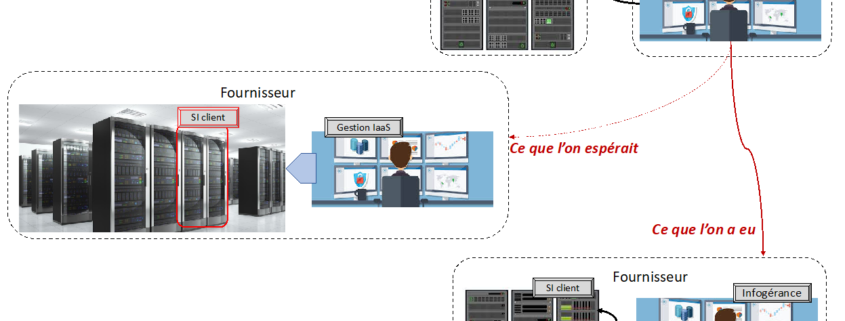 Fournisseur
SI client
Gestion IaaS
Ce que l'on espérait
Ce que l'on a eu
Fournisseur
SI client
Infogérance